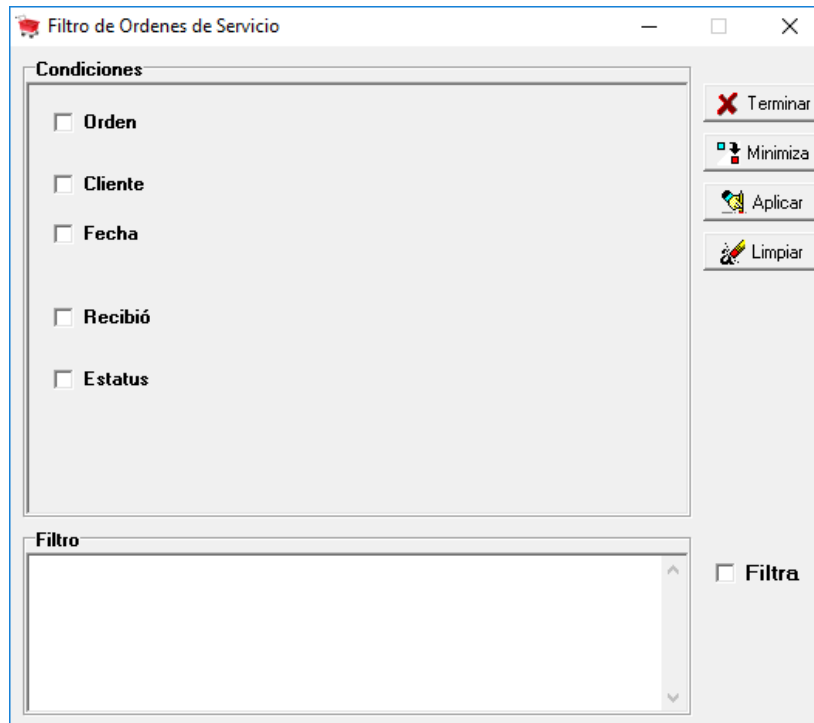 Filtro de Ordenes de Servicio
Condiciones
Orden
Cliente
Fecha
Recibió
Estatus
Terminar
Minimiza
Aplicar
Limpiar
Filtro
Filtra